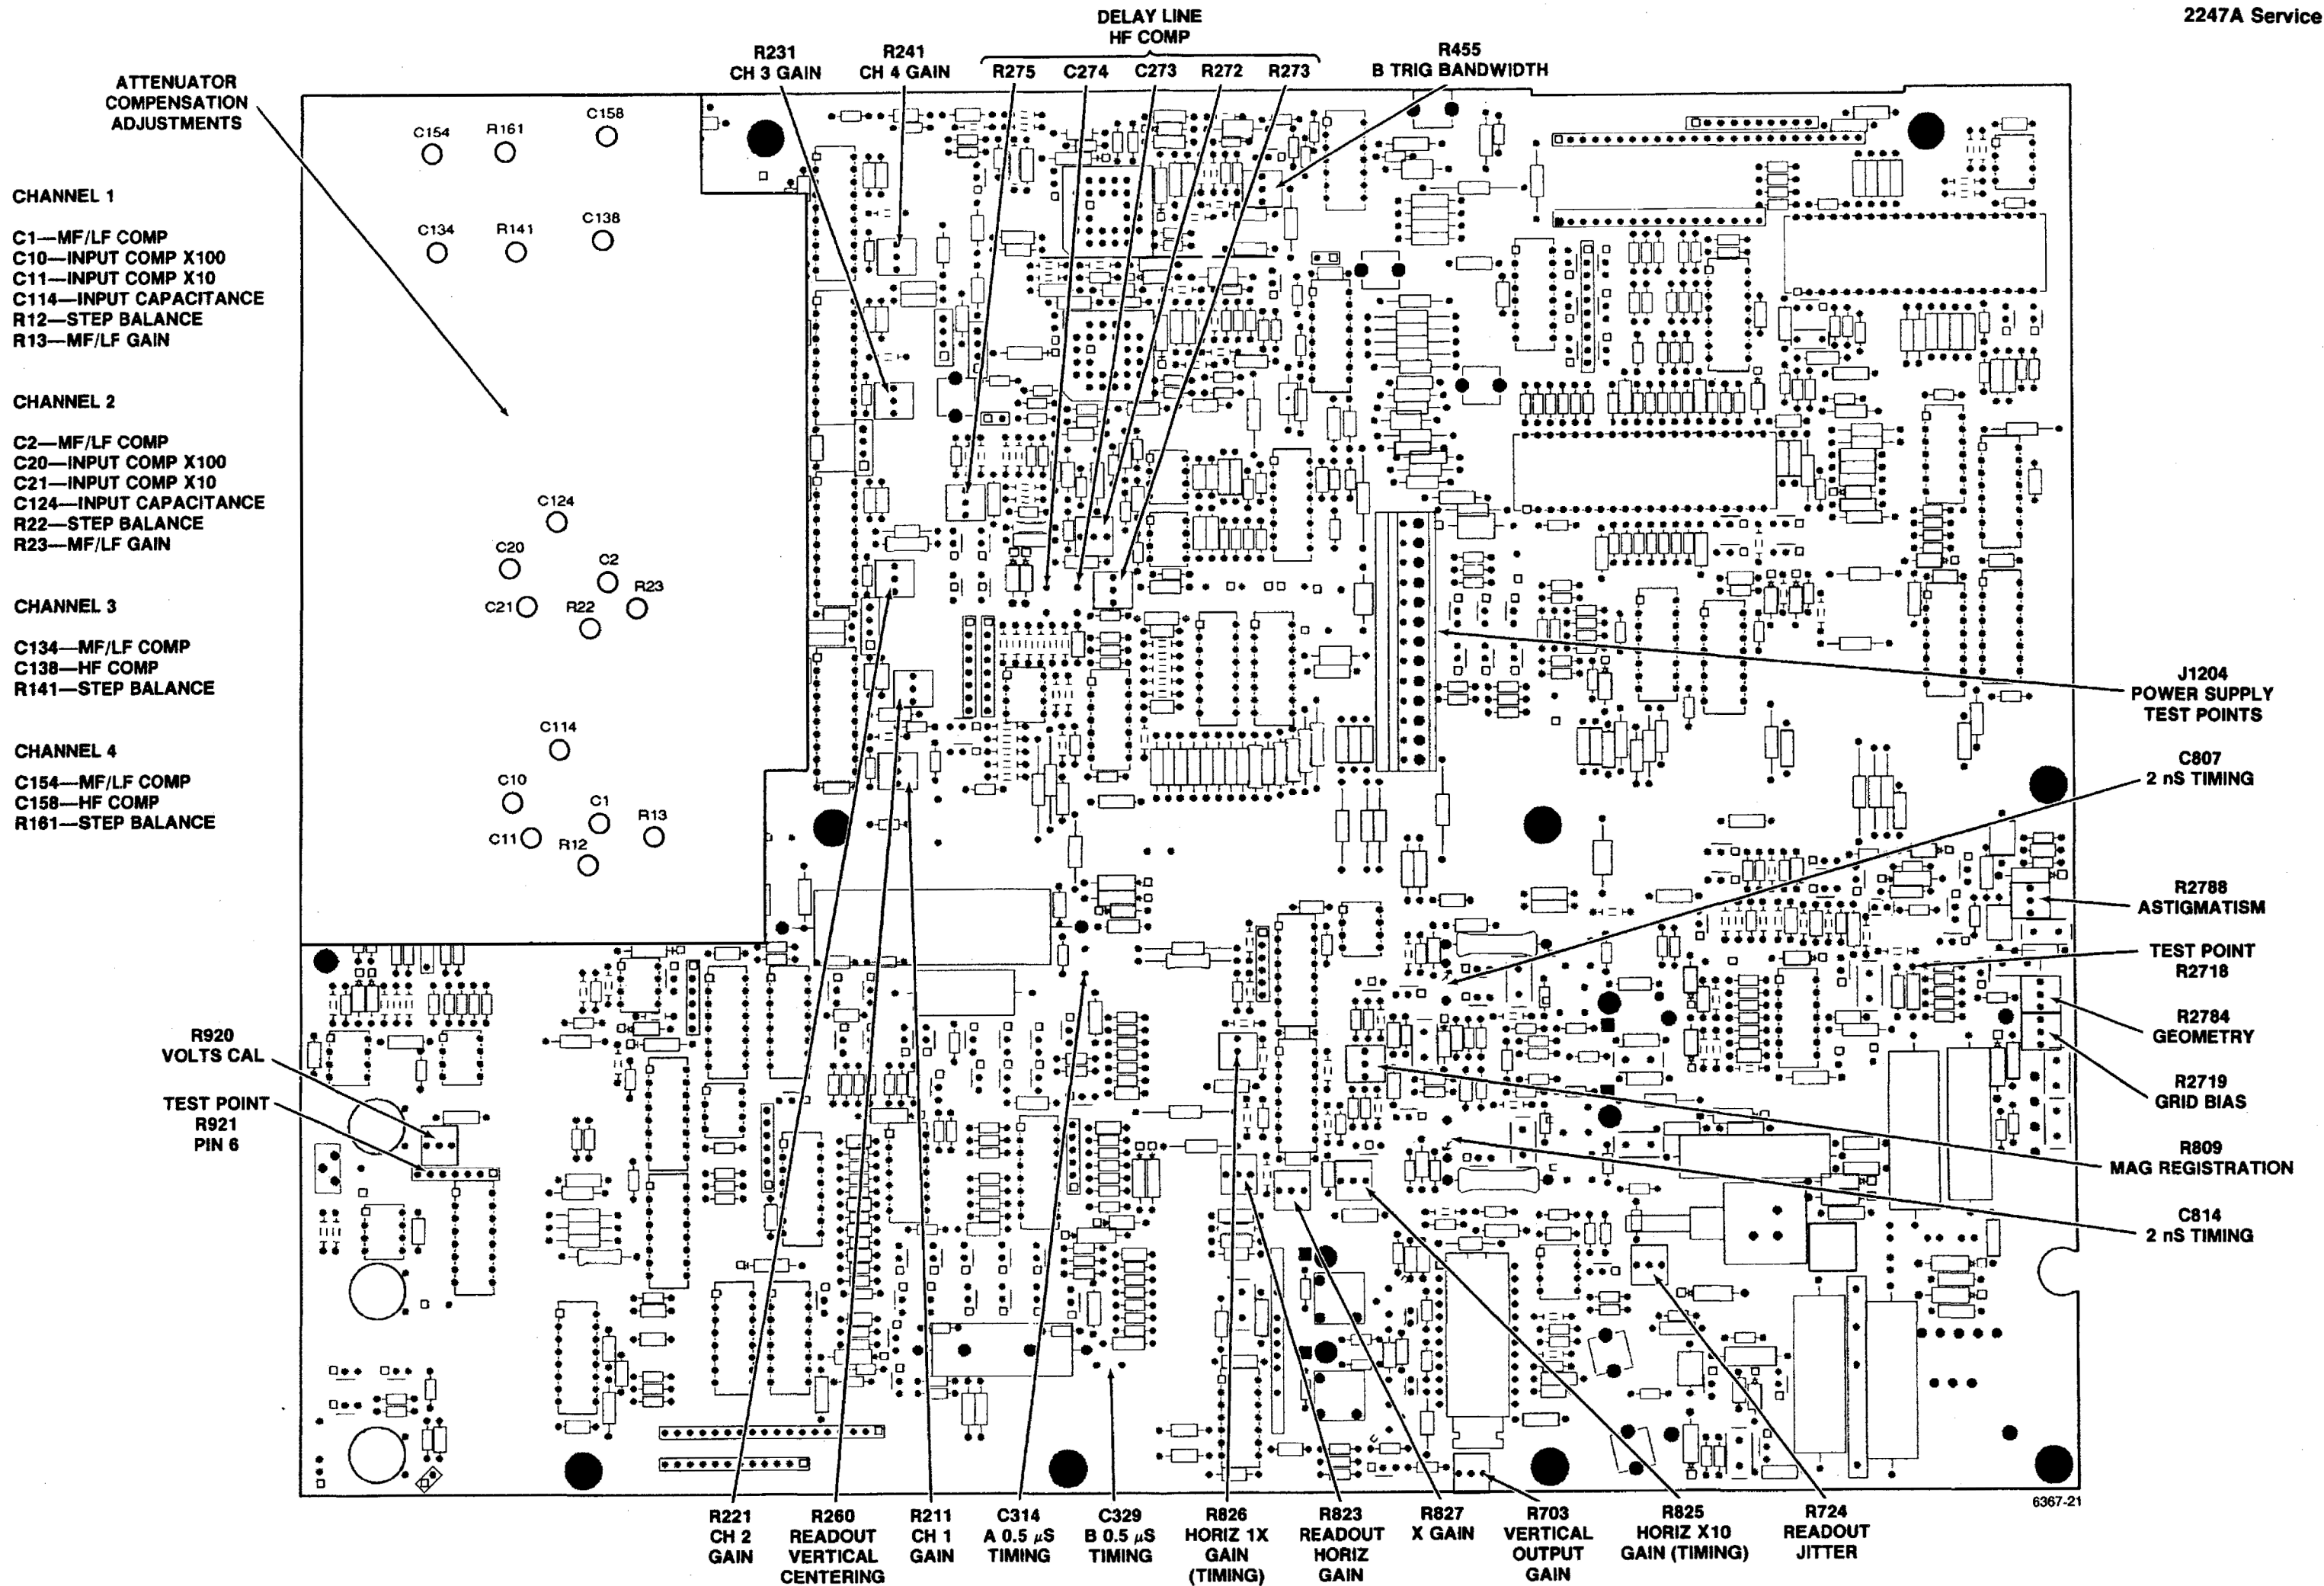 2247A Service
DELAY LINE
HF COMP
R231
CH 3 GAIN
R241
CH 4 GAIN
R275
C274
C273
R272
R273
R455
B TRIG BANDWIDTH
ATTENUATOR
COMPENSATION
ADJUSTMENTS
CHANNEL 1
C1—MF/LF COMP
C10—INPUT COMP X100
C11—INPUT COMP X10
C114—INPUT CAPACITANCE
R12—STEP BALANCE
R13—MF/LF GAIN
CHANNEL 2
C2—MF/LF COMP
C20—INPUT COMP X100
C21—INPUT COMP X10
C124—INPUT CAPACITANCE
R22—STEP BALANCE
R23—MF/LF GAIN
CHANNEL 3
C134—MF/LF COMP
C138—HF COMP
R141—STEP BALANCE
CHANNEL 4
C154—MF/LF COMP
C158—HF COMP
R161—STEP BALANCE
C154
R161
C158
C134
R141
C138
C124
C20
C2
C21
R22
R23
C114
C10
C1
R13
C11
R12
R920
VOLTS CAL
TEST POINT
R921
PIN 6
J1204
POWER SUPPLY
TEST POINTS
C807
2 nS TIMING
R2788
ASTIGMATISM
TEST POINT
R2718
R2784
GEOMETRY
R2719
GRID BIAS
R809
MAG REGISTRATION
C814
2 nS TIMING
6367-21
R221
CH 2
GAIN
R260
READOUT
VERTICAL
CENTERING
R211
CH 1
GAIN
C314
A 0.5 µS
TIMING
C329
B 0.5 µS
TIMING
R826
HORIZ 1X
GAIN
(TIMING)
R823
READOUT
HORIZ
GAIN
R827
X GAIN
R703
VERTICAL
OUTPUT
GAIN
R825
HORIZ X10
GAIN (TIMING)
R724
READOUT
JITTER